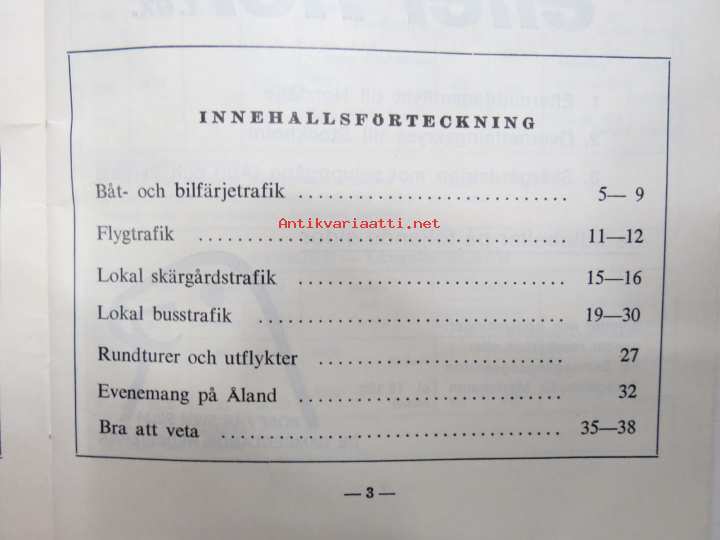 INNEHALLSFÖRTECKNING
Båt- och bilfärjetrafik .............................. 5— 9
Antikvariaatti.net
Flygtrafik ........................................ 11—12
Lokal skärgårdstrafik .............................. 15—16
Lokal busstrafik .................................. 19—30
Rundturer och utflykter ............................ 27
Evenemang på Åland .............................. 32
Bra att veta ...................................... 35—38
— 3 —